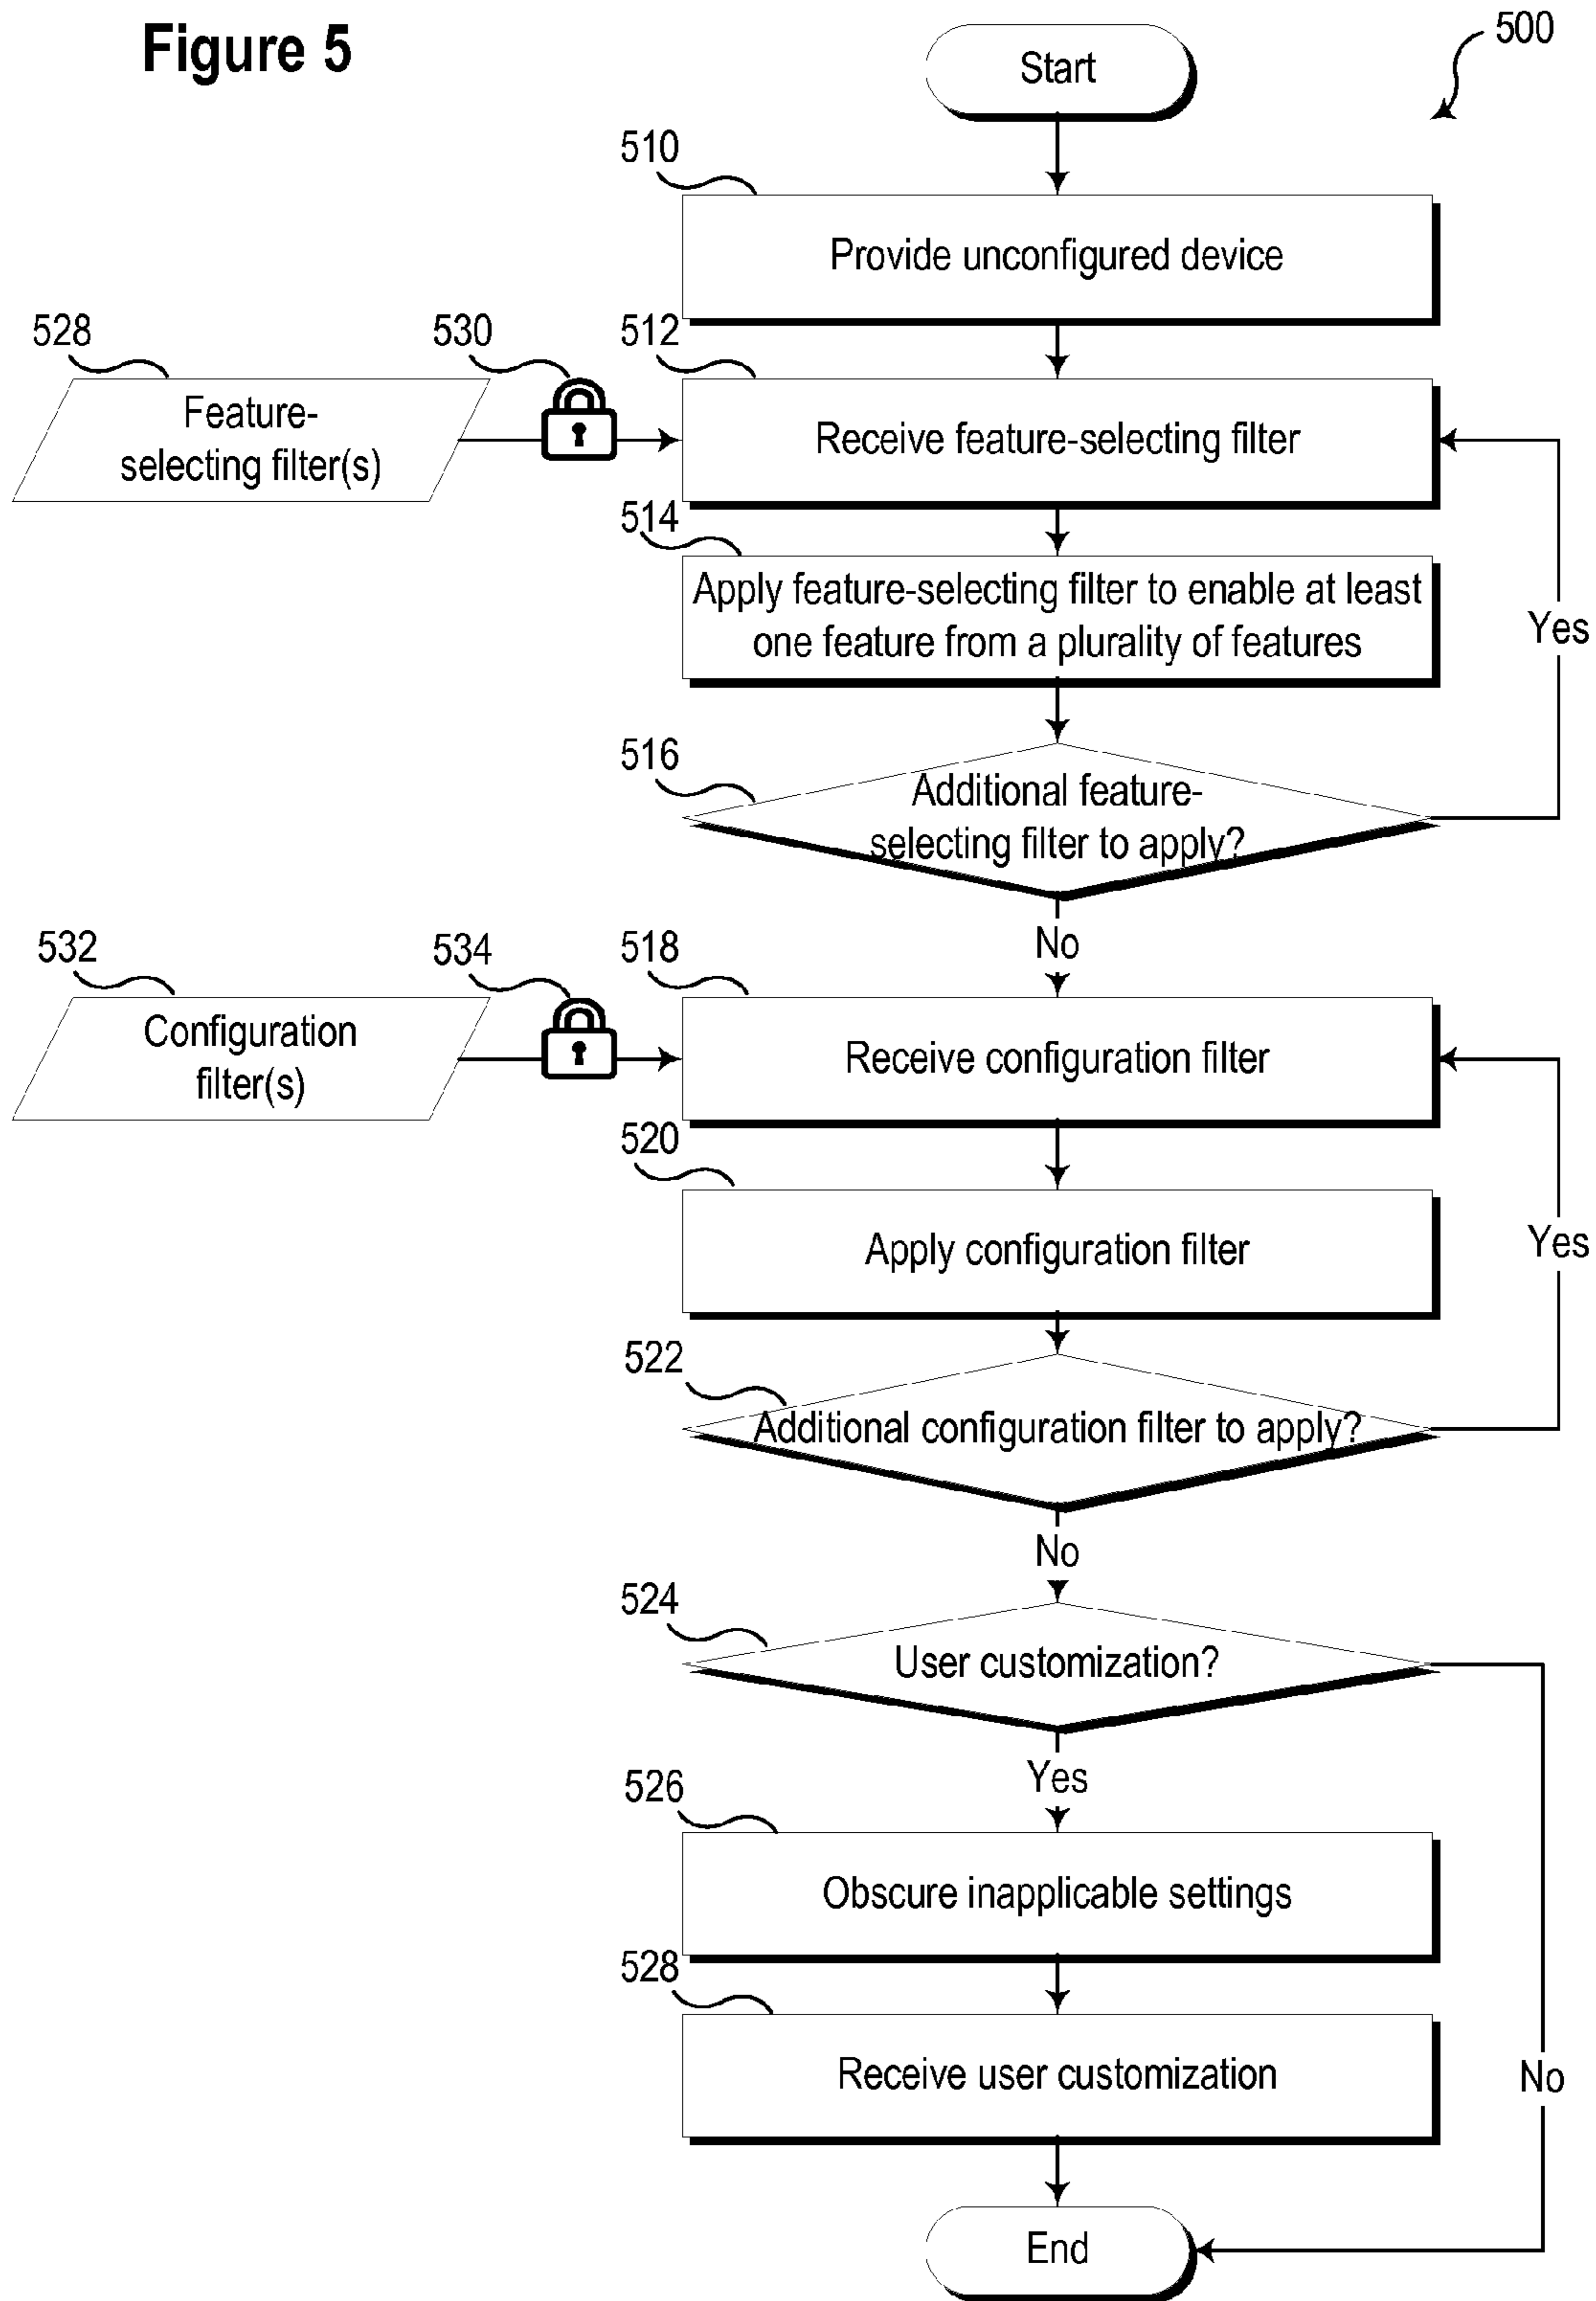 Figure 5
500
Start
510
Provide unconfigured device
528
530
512
Feature-
selecting filter(s)
Receive feature-selecting filter
514
Apply feature-selecting filter to enable at least
one feature from a plurality of features
Yes
516
Additional feature-
selecting filter to apply?
No
532
534
518
Configuration
filter(s)
Receive configuration filter
520
Apply configuration filter
Yes
522
Additional configuration filter to apply?
No
524
User customization?
Yes
526
Obscure inapplicable settings
528
Receive user customization
No
End